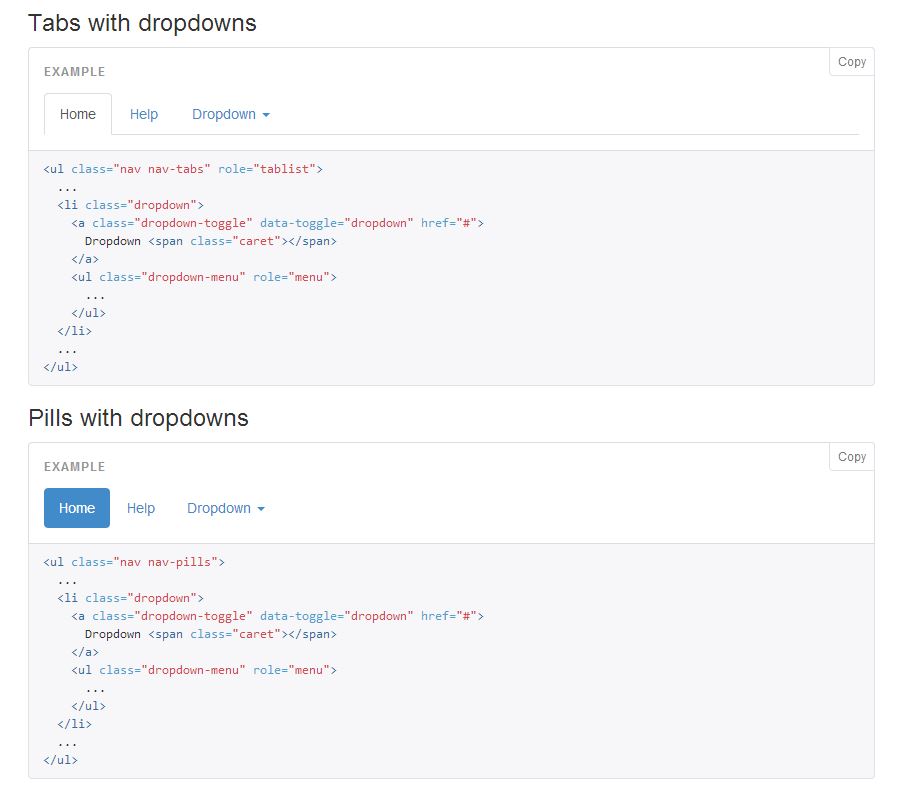 Tabs with dropdowns
Copy
EXAMPLE
Home Help Dropdown
<ul class="nav nav-tabs" role="tablist">
  ...
  <li class="dropdown">
    <a class="dropdown-toggle" data-toggle="dropdown" href="#">
      Dropdown <span class="caret"></span>
    </a>
    <ul class="dropdown-menu" role="menu">
      ...
    </ul>
  </li>
  ...
</ul>
Pills with dropdowns
Copy
EXAMPLE
Home Help Dropdown
<ul class="nav nav-pills">
  ...
  <li class="dropdown">
    <a class="dropdown-toggle" data-toggle="dropdown" href="#">
      Dropdown <span class="caret"></span>
    </a>
    <ul class="dropdown-menu" role="menu">
      ...
    </ul>
  </li>
  ...
</ul>